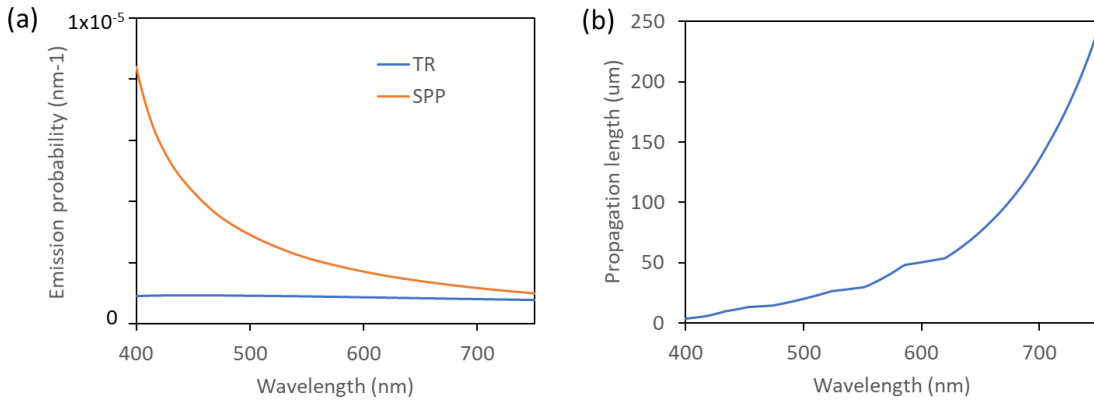 (a)
1x10-5
Emission probability (nm-1)
TR
SPP
0
400 500 600 700
Wavelength (nm)
(b)
250
200
150
100
50
0
Propagation length (um)
400 500 600 700
Wavelength (nm)